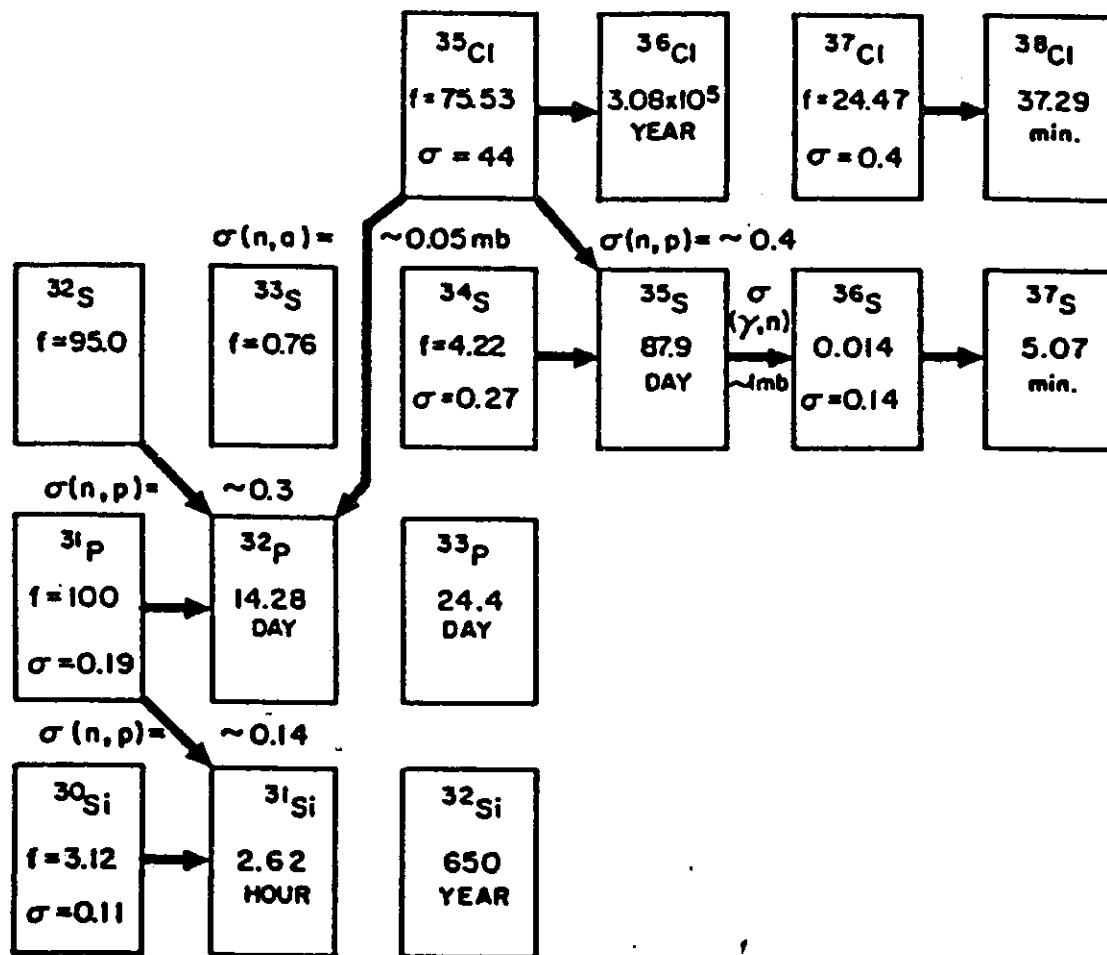 35Cl 36Cl 37Cl 38Cl
f=75.53 3.08x10⁵ f=24.47 37.29
YEAR min.
σ=44 σ=0.4
σ(n,a)= ~0.05mb σ(n,p)=~0.4
32S 33S 34S 35S σ 36S 37S
(γ,n)
f=95.0 f=0.76 f=4.22 87.9 0.014 5.07
σ=0.27 DAY ~1mb σ=0.14 min.
σ(n,p)= ~0.3
31P 32P 33P
f=100 14.28 24.4
DAY DAY
σ=0.19
σ(n,p)= ~0.14
30Si 31Si 32Si
f=3.12 2.62 650
HOUR YEAR
σ=0.11